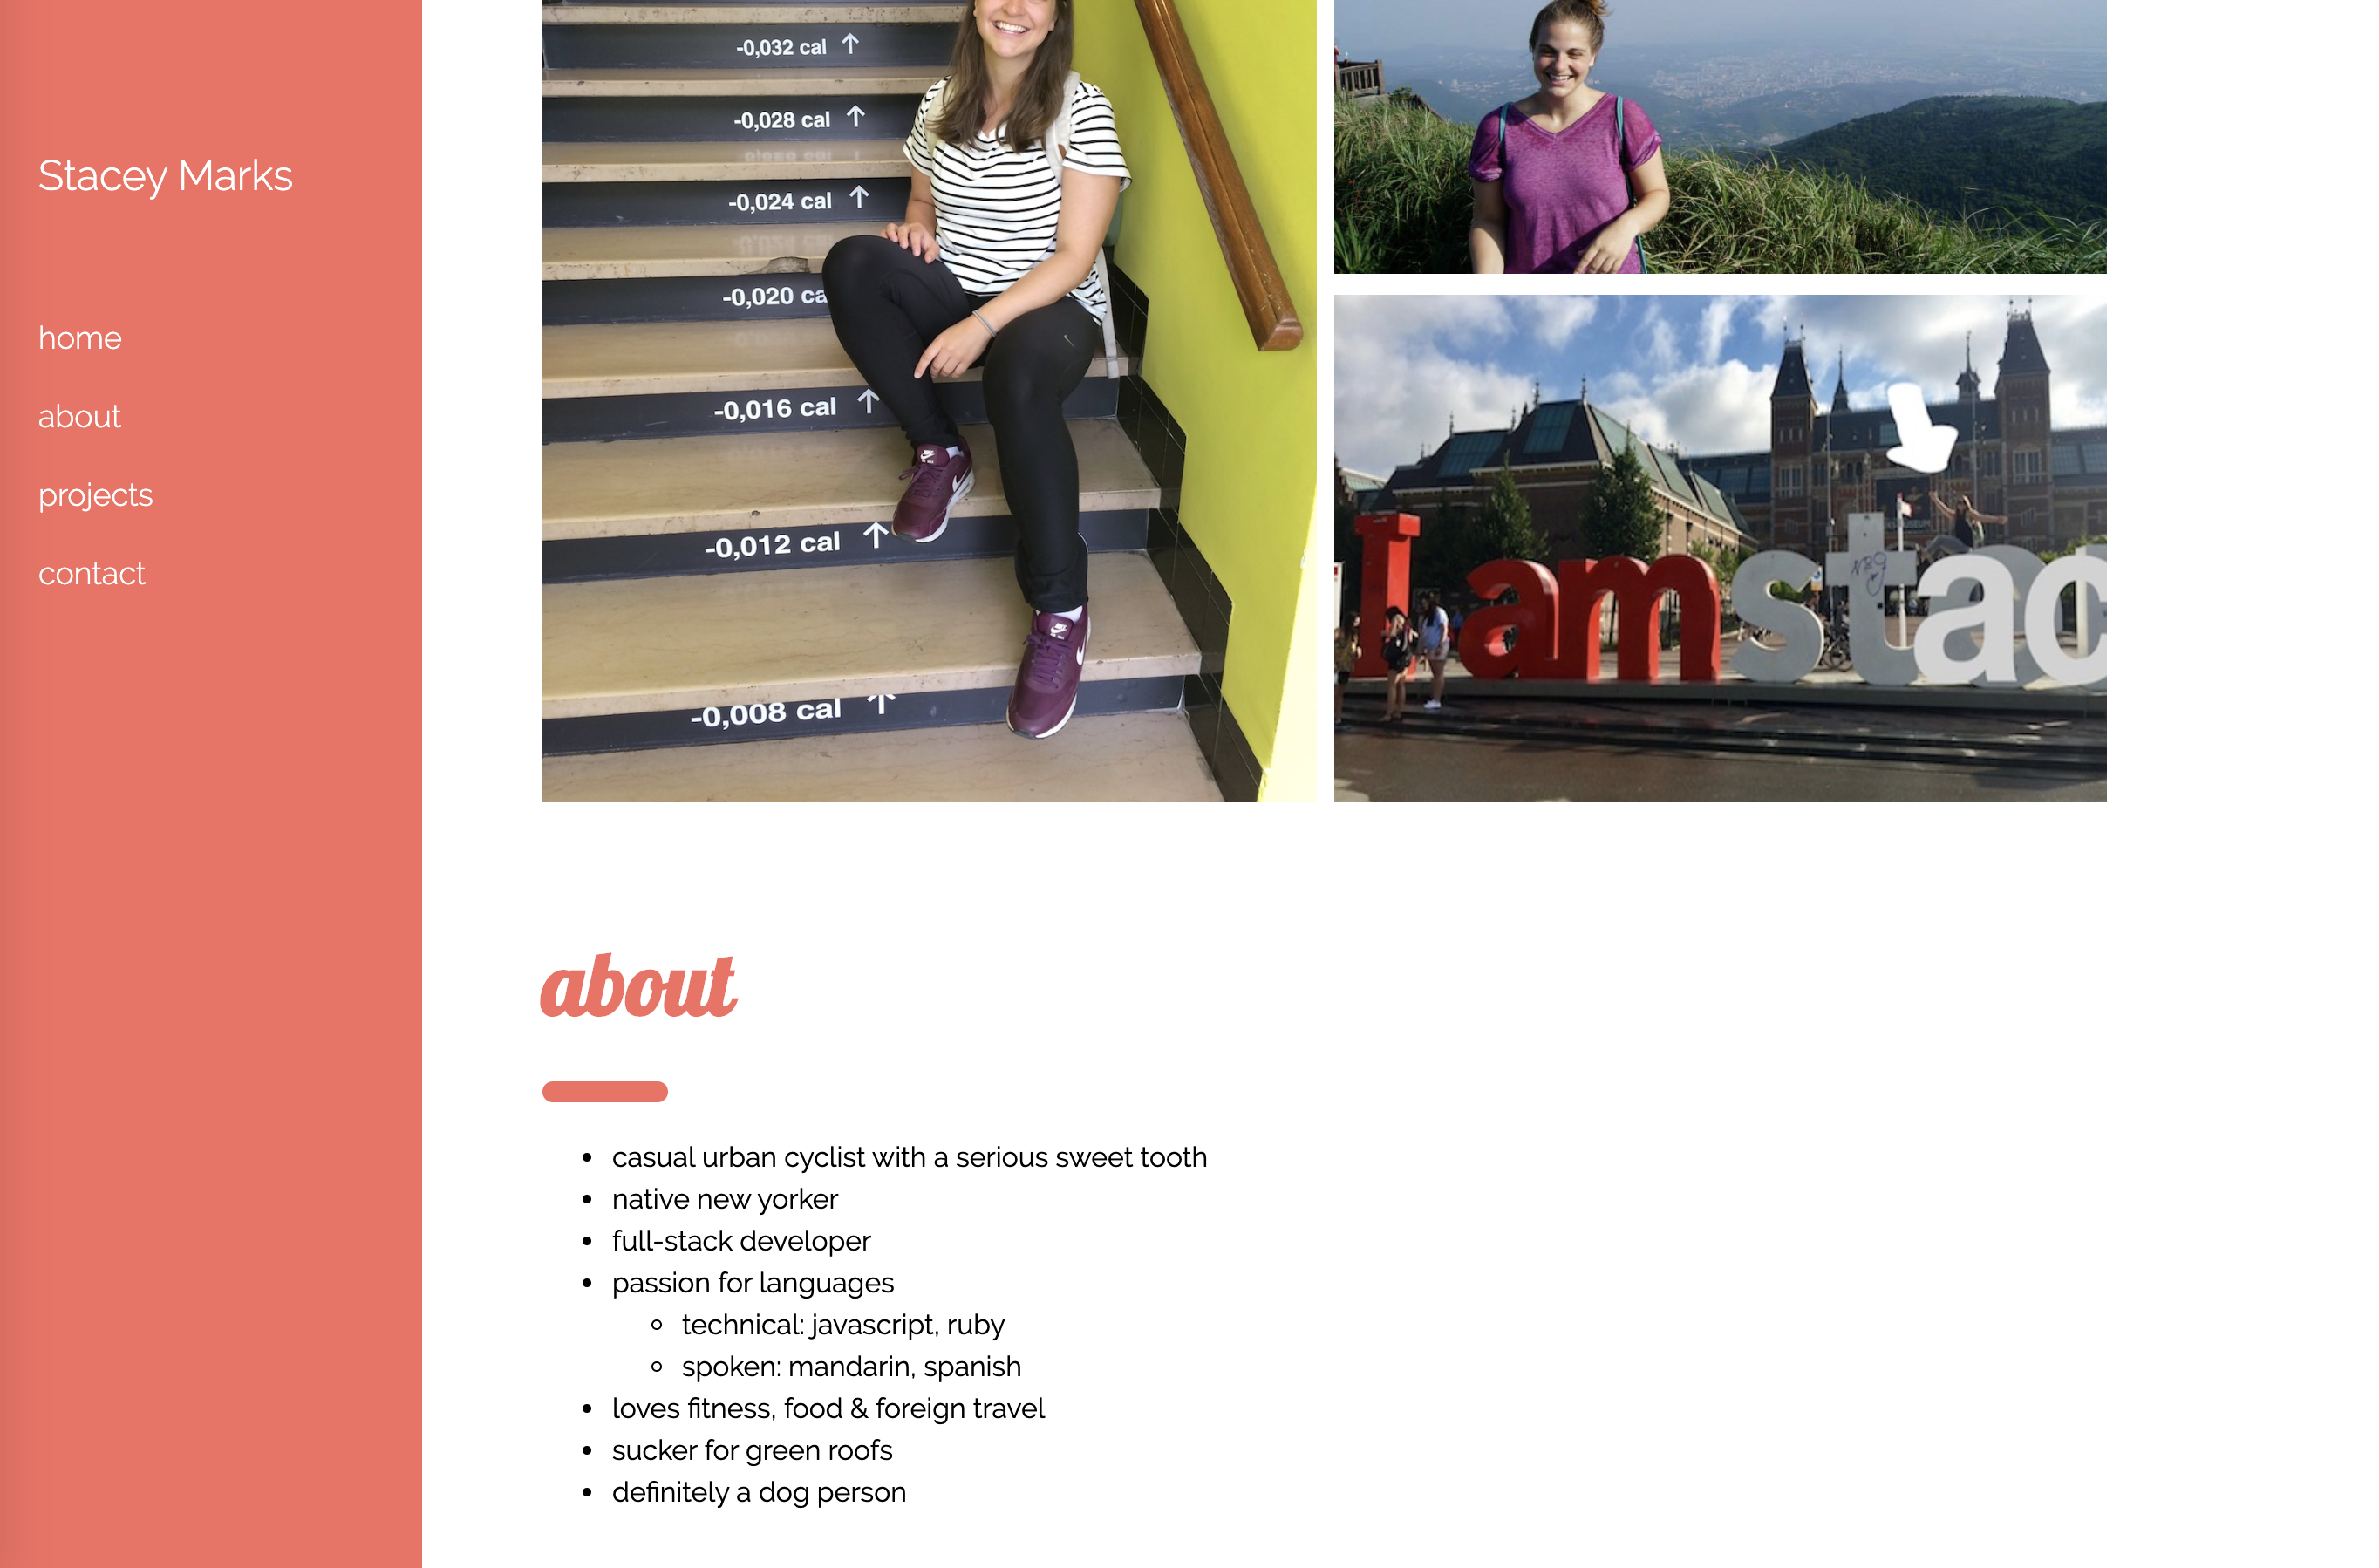 Stacey Marks
home
about
projects
contact
-0,032 cal ↑
-0,028 cal ↑
-0,024 cal ↑
-0,020 ca
-0,016 cal ↑
-0,012 cal ↑
-0,008 cal ↑
I amstac
about
• casual urban cyclist with a serious sweet tooth
• native new yorker
• full-stack developer
• passion for languages
◦ technical: javascript, ruby
◦ spoken: mandarin, spanish
• loves fitness, food & foreign travel
• sucker for green roofs
• definitely a dog person